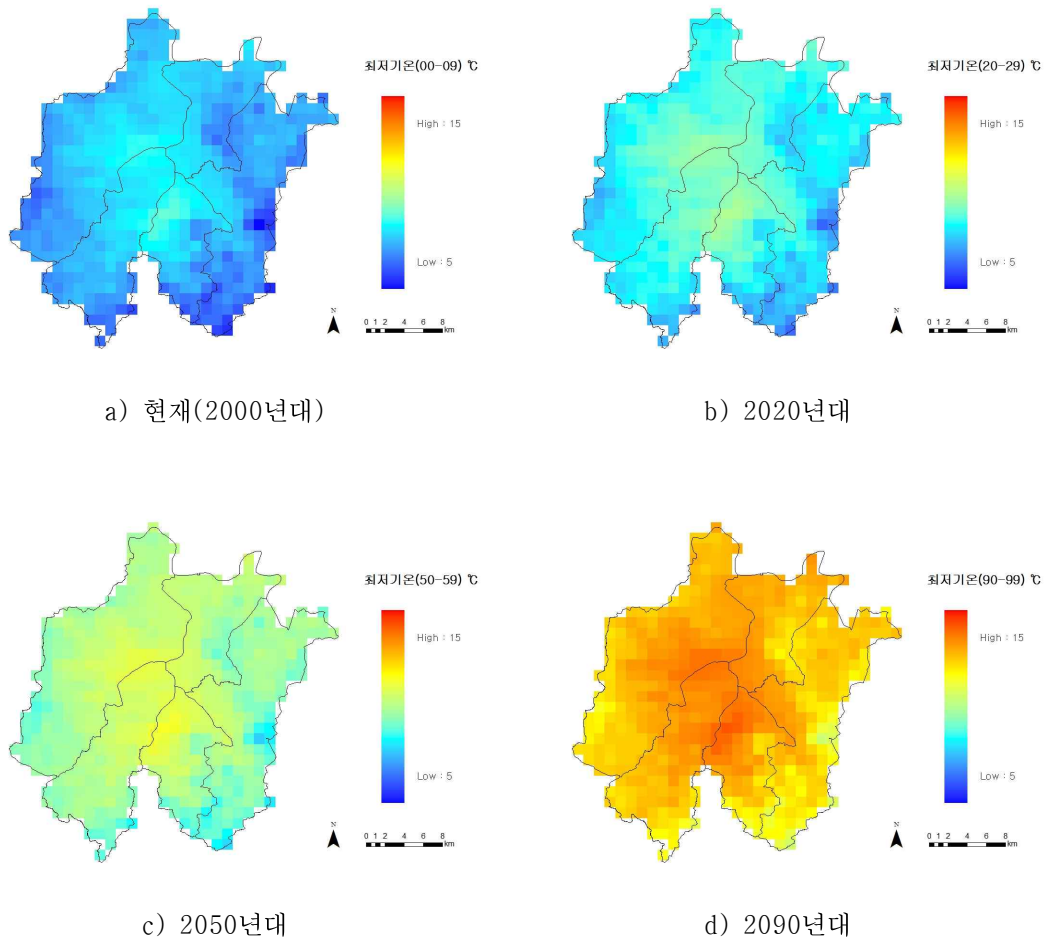 최저기온(00-09) ℃
High : 15
Low : 5
N
0 1 2 4 6 8
km
a) 현재(2000년대)
최저기온(20-29) ℃
High : 15
Low : 5
N
0 1 2 4 6 8
km
b) 2020년대
최저기온(50-59) ℃
High : 15
Low : 5
N
0 1 2 4 6 8
km
c) 2050년대
최저기온(90-99) ℃
High : 15
Low : 5
N
0 1 2 4 6 8
km
d) 2090년대